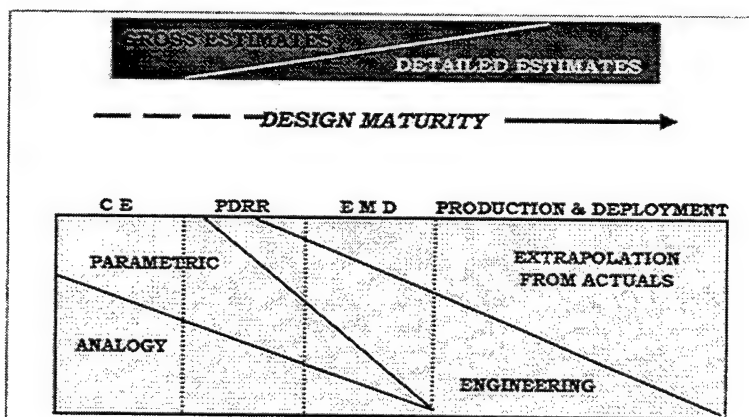 GROSS ESTIMATES
DETAILED ESTIMATES
DESIGN MATURITY
C E PDRR E M D PRODUCTION & DEPLOYMENT
PARAMETRIC
EXTRAPOLATION
FROM ACTUALS
ANALOGY
ENGINEERING